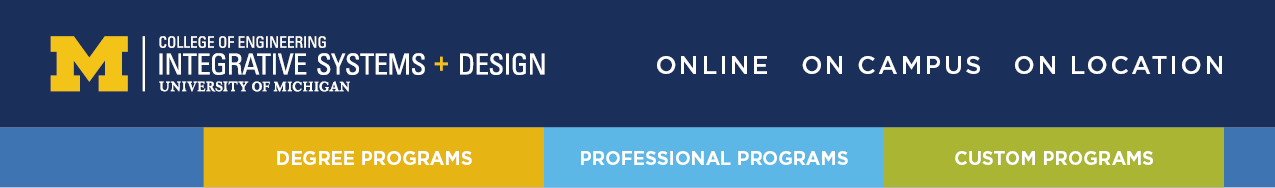 M
COLLEGE OF ENGINEERING
INTEGRATIVE SYSTEMS + DESIGN
UNIVERSITY OF MICHIGAN
ONLINE ON CAMPUS ON LOCATION
DEGREE PROGRAMS PROFESSIONAL PROGRAMS CUSTOM PROGRAMS